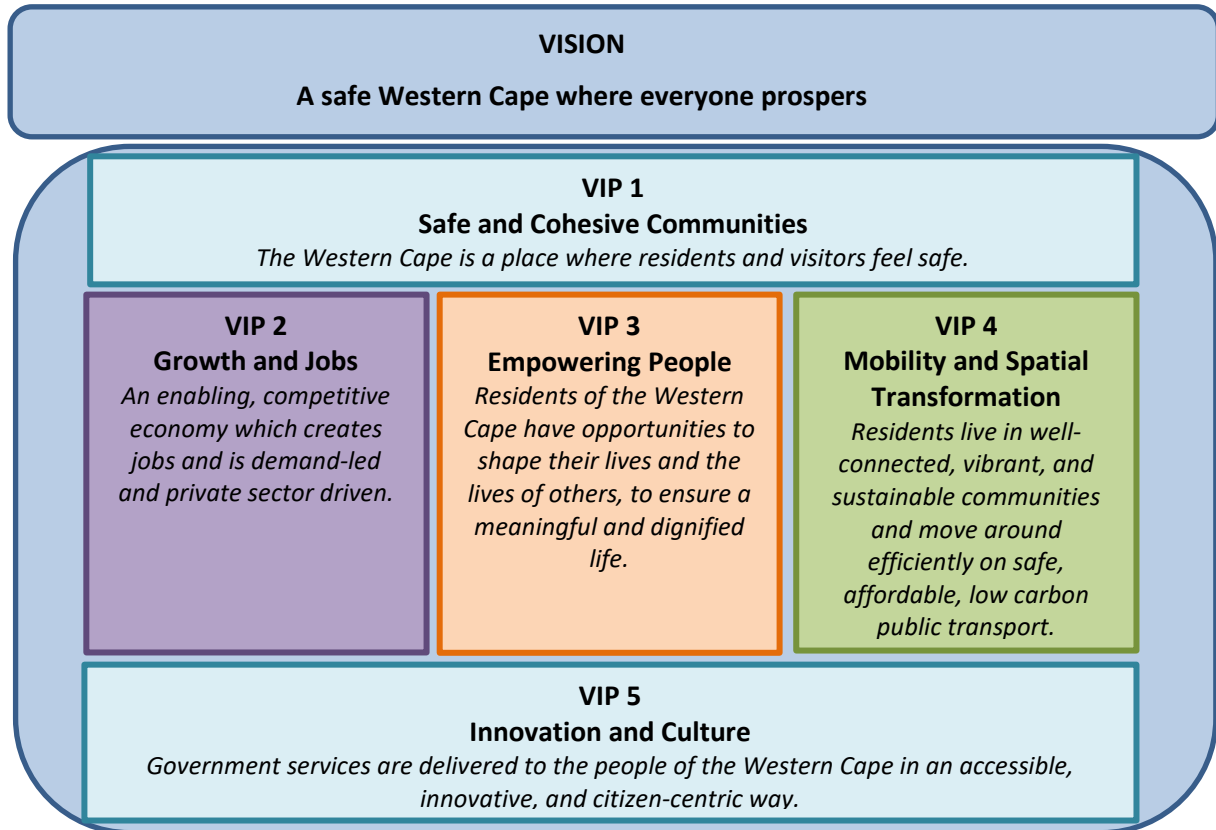 VISION
A safe Western Cape where everyone prospers
VIP 1
Safe and Cohesive Communities
The Western Cape is a place where residents and visitors feel safe.
VIP 2
Growth and Jobs
An enabling, competitive
economy which creates
jobs and is demand-led
and private sector driven.
VIP 3
Empowering People
Residents of the Western
Cape have opportunities to
shape their lives and the
lives of others, to ensure a
meaningful and dignified
life.
VIP 4
Mobility and Spatial
Transformation
Residents live in well-
connected, vibrant, and
sustainable communities
and move around
efficiently on safe,
affordable, low carbon
public transport.
VIP 5
Innovation and Culture
Government services are delivered to the people of the Western Cape in an accessible,
innovative, and citizen-centric way.